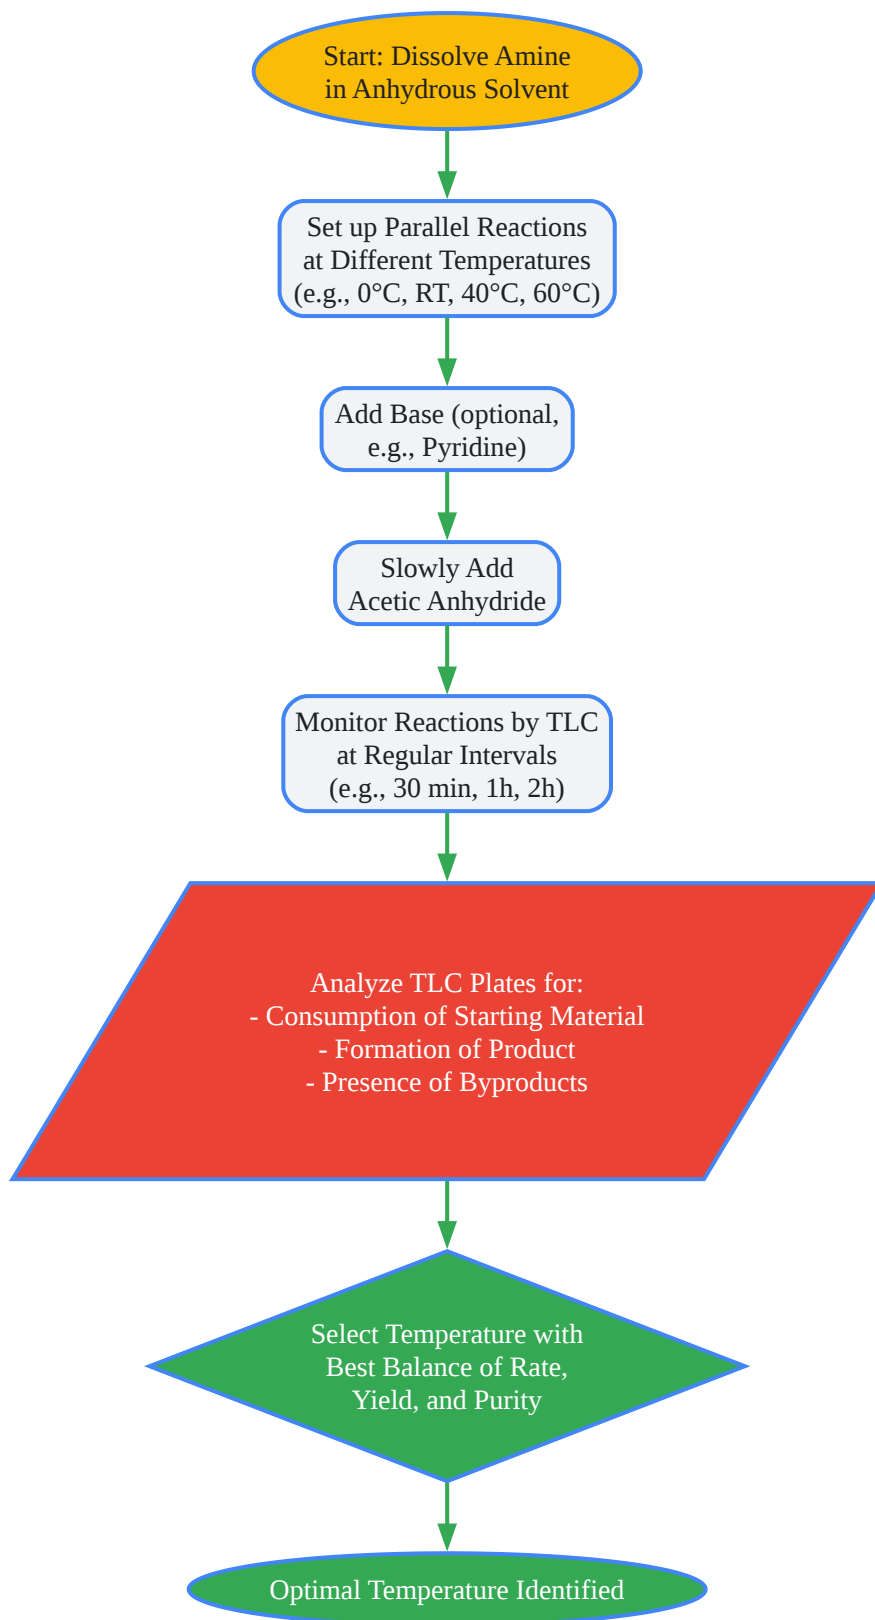 Start: Dissolve Amine
in Anhydrous Solvent
Set up Parallel Reactions
at Different Temperatures
(e.g., 0°C, RT, 40°C, 60°C)
Add Base (optional,
e.g., Pyridine)
Slowly Add
Acetic Anhydride
Monitor Reactions by TLC
at Regular Intervals
(e.g., 30 min, 1h, 2h)
Analyze TLC Plates for:
- Consumption of Starting Material
- Formation of Product
- Presence of Byproducts
Select Temperature with
Best Balance of Rate,
Yield, and Purity
Optimal Temperature Identified